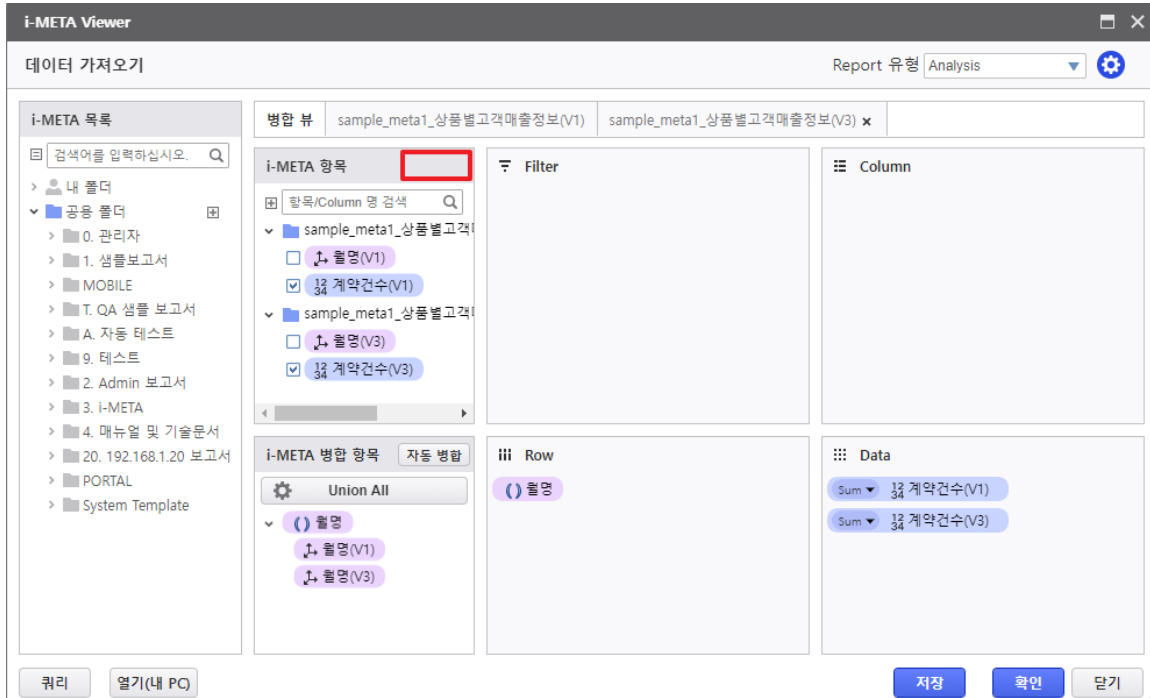 i-META Viewer
데이터 가져오기
Report 유형 Analysis
i-META 목록
검색어를 입력하십시오.
내 폴더
공용 폴더
0. 관리자
1. 샘플보고서
MOBILE
T. QA 샘플 보고서
A. 자동 테스트
9. 테스트
2. Admin 보고서
3. i-META
4. 매뉴얼 및 기술문서
20. 192.168.1.20 보고서
PORTAL
System Template
병합 뷰 sample_meta1_상품별고객매출정보(V1) sample_meta1_상품별고객매출정보(V3)
i-META 항목
항목/Column 명 검색
sample_meta1_상품별고객
월명(V1)
12 34 계약건수(V1)
sample_meta1_상품별고객
월명(V3)
12 34 계약건수(V3)
Filter
Column
i-META 병합 항목 자동 병합
Union All
() 월명
월명(V1)
월명(V3)
Row
() 월명
Data
Sum 12 34 계약건수(V1)
Sum 12 34 계약건수(V3)
쿼리 열기(내 PC) 저장 확인 닫기